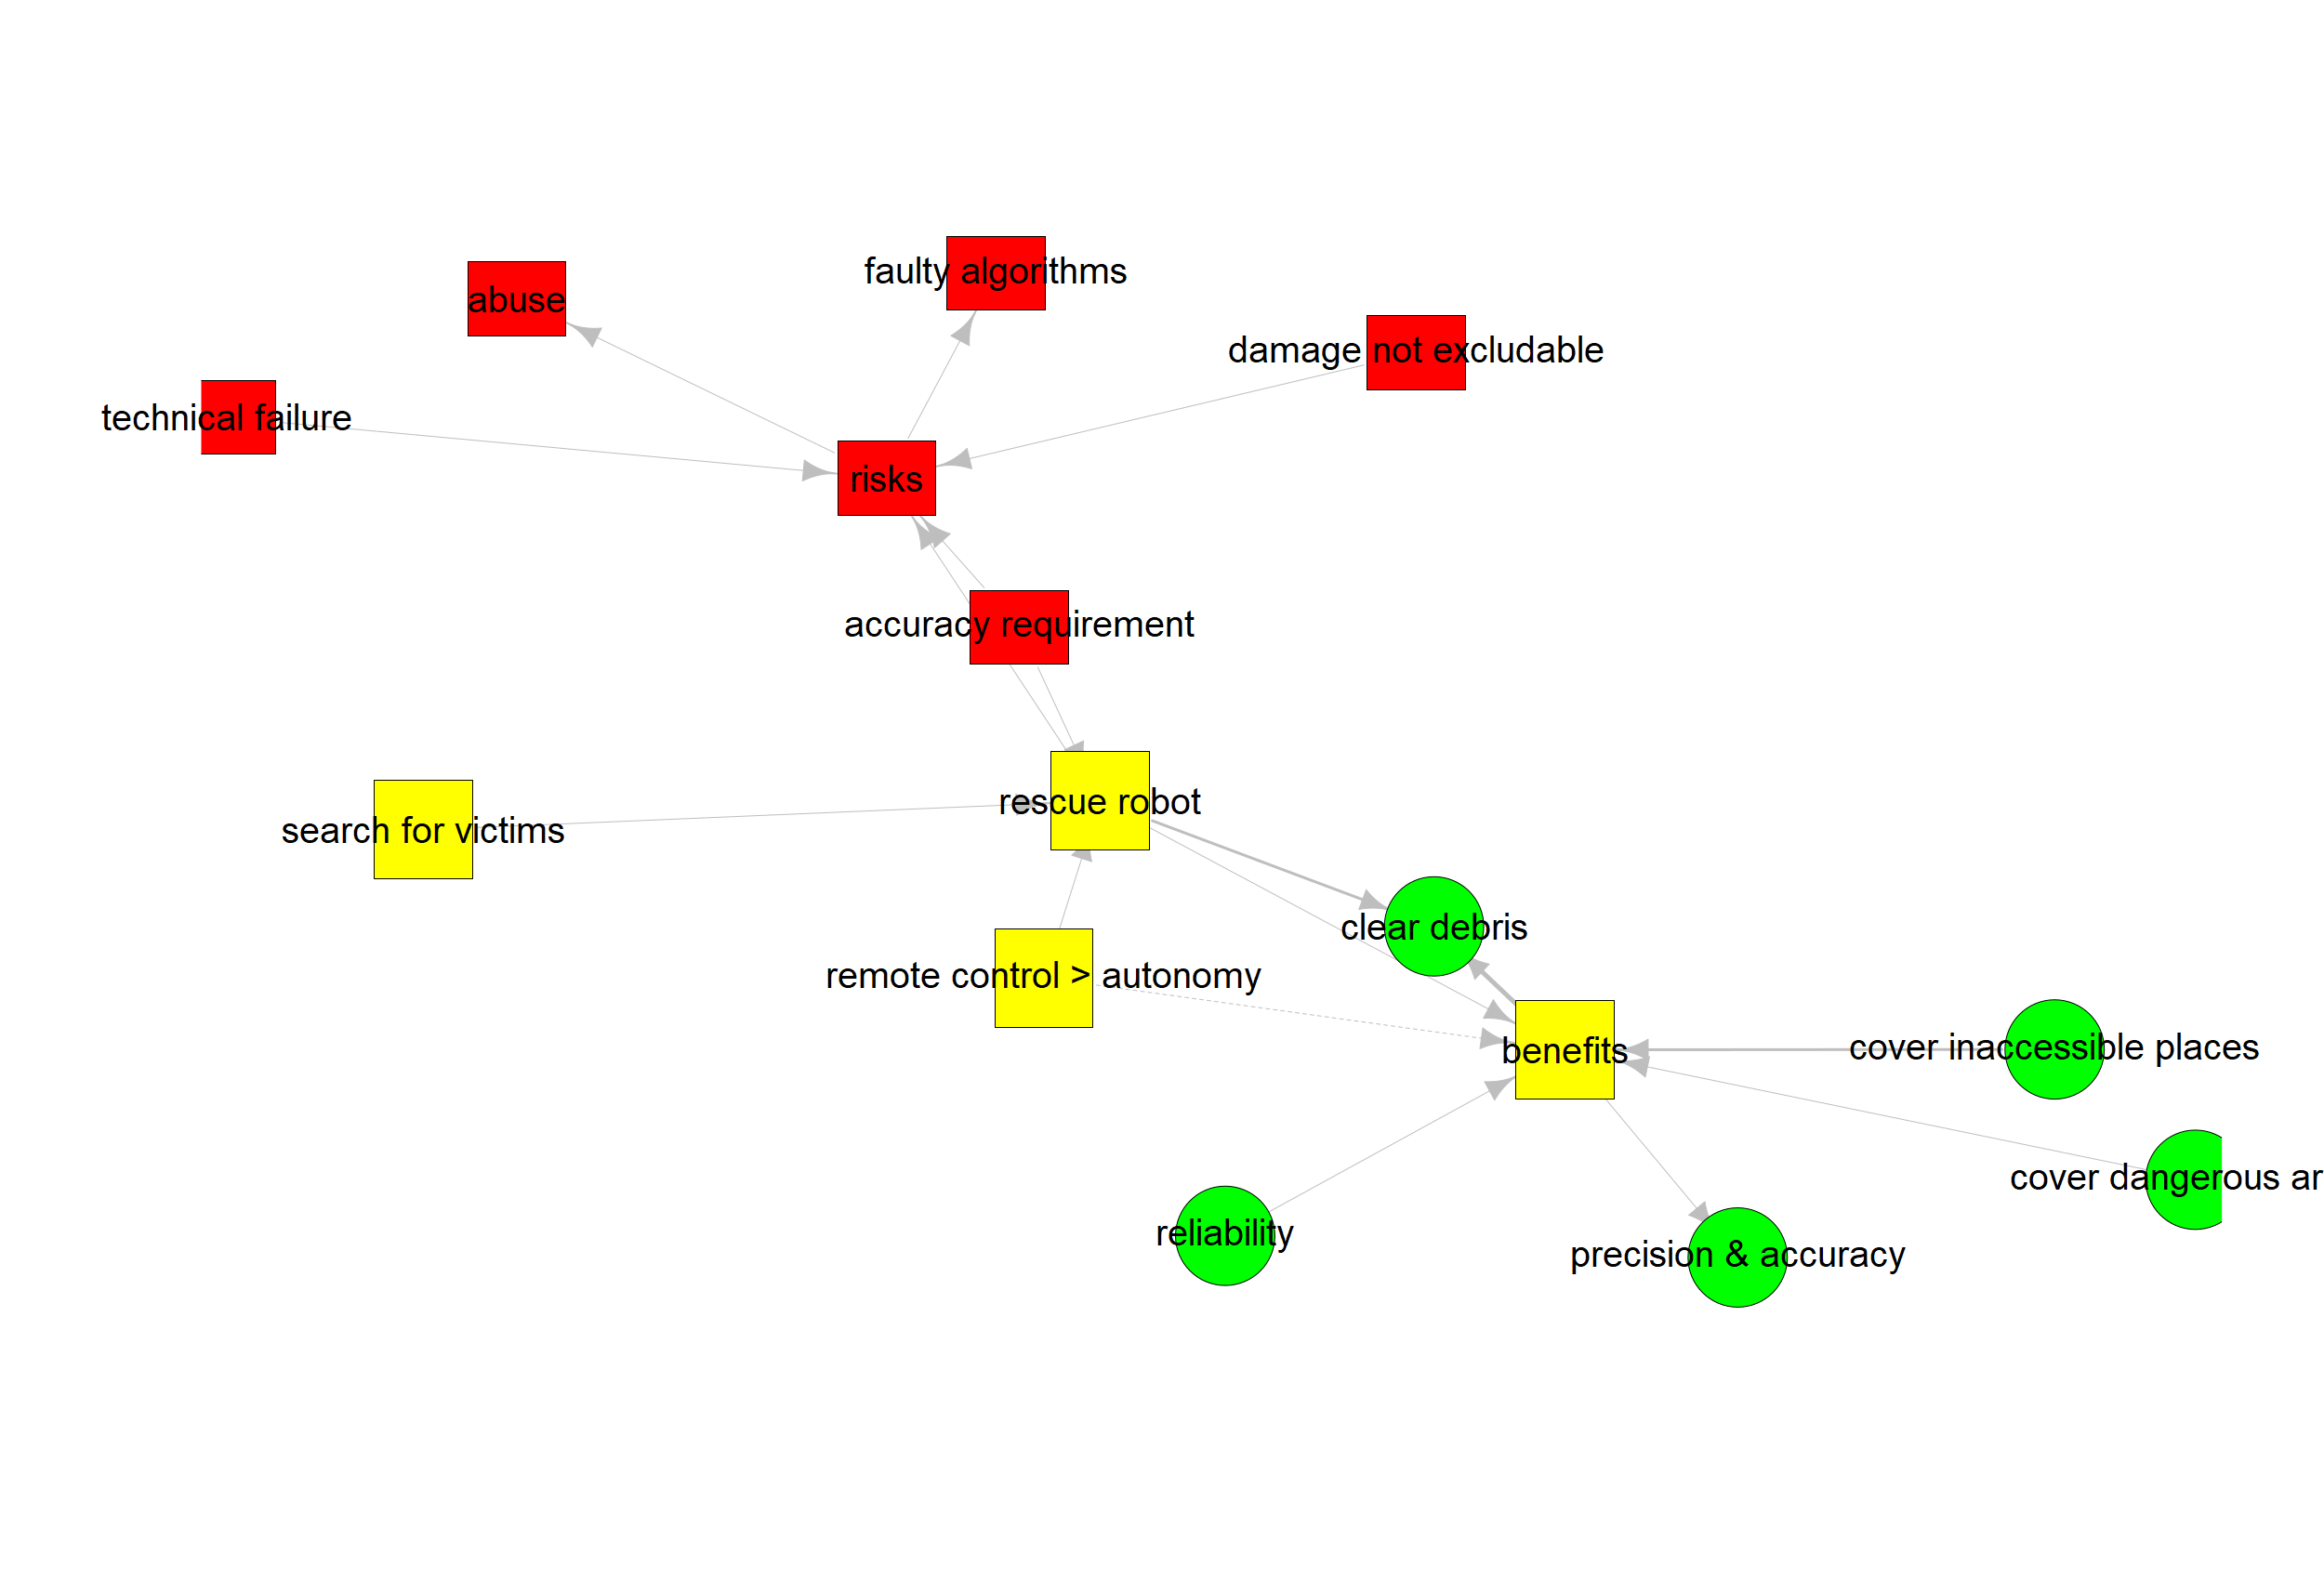 faulty algorithms
abuse
damage not excludable
technical failure
risks
accuracy requirement
rescue robot
search for victims
clear debris
remote control > autonomy
cover inaccessible places
benefits
cover dangerous ar
reliability
precision & accuracy